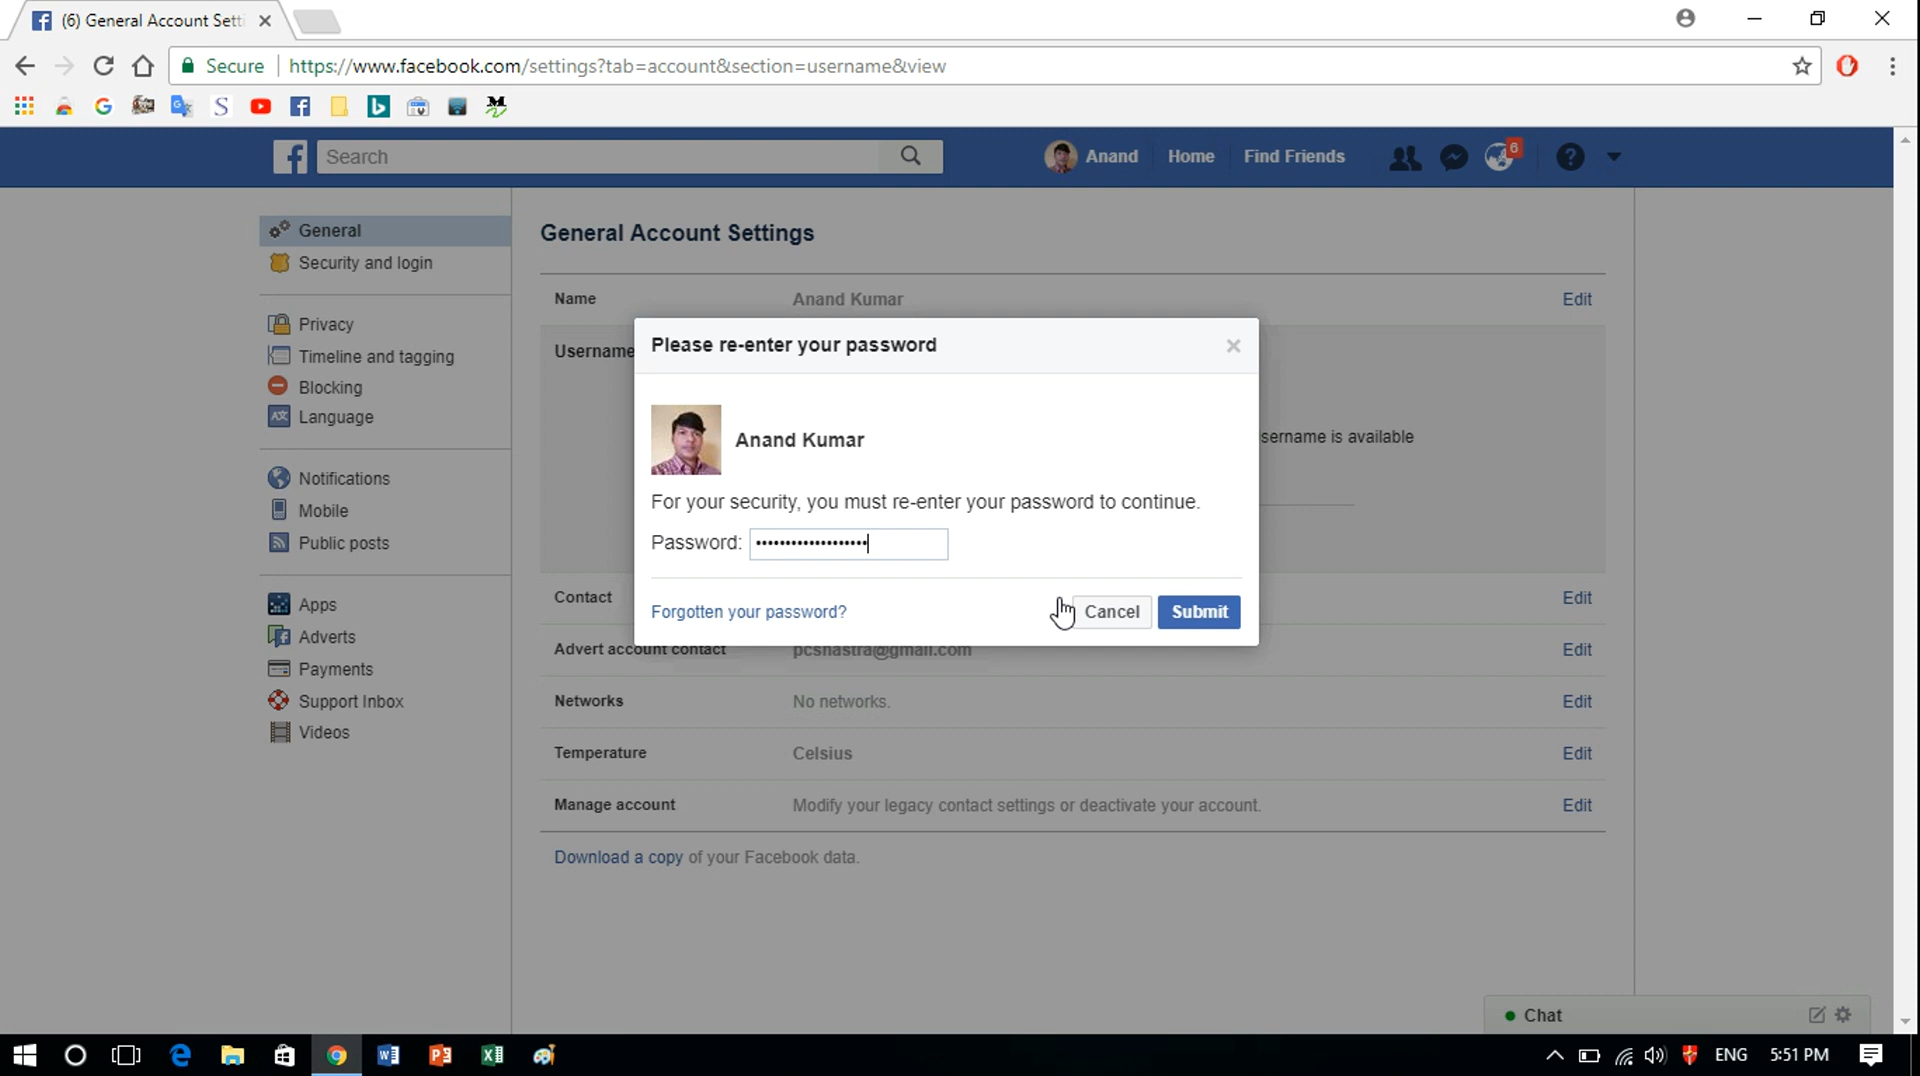 (6) General Account Setti
Secure
https://www.facebook.com/settings?tab=account&section=username&view
Search
Anand
Home
Find Friends
6
General
Security and login
Privacy
Timeline and tagging
Blocking
Language
Notifications
Mobile
Public posts
Apps
Adverts
Payments
Support Inbox
Videos
General Account Settings
Name Anand Kumar Edit
Username
sername is available
Please re-enter your password
Anand Kumar
For your security, you must re-enter your password to continue.
Password: •••••••••••••••••••
Forgotten your password?
Cancel
Submit
Contact Edit
Advert account contact pcshastra@gmail.com Edit
Networks No networks. Edit
Temperature Celsius Edit
Manage account Modify your legacy contact settings or deactivate your account. Edit
Download a copy of your Facebook data.
Chat
ENG
5:51 PM